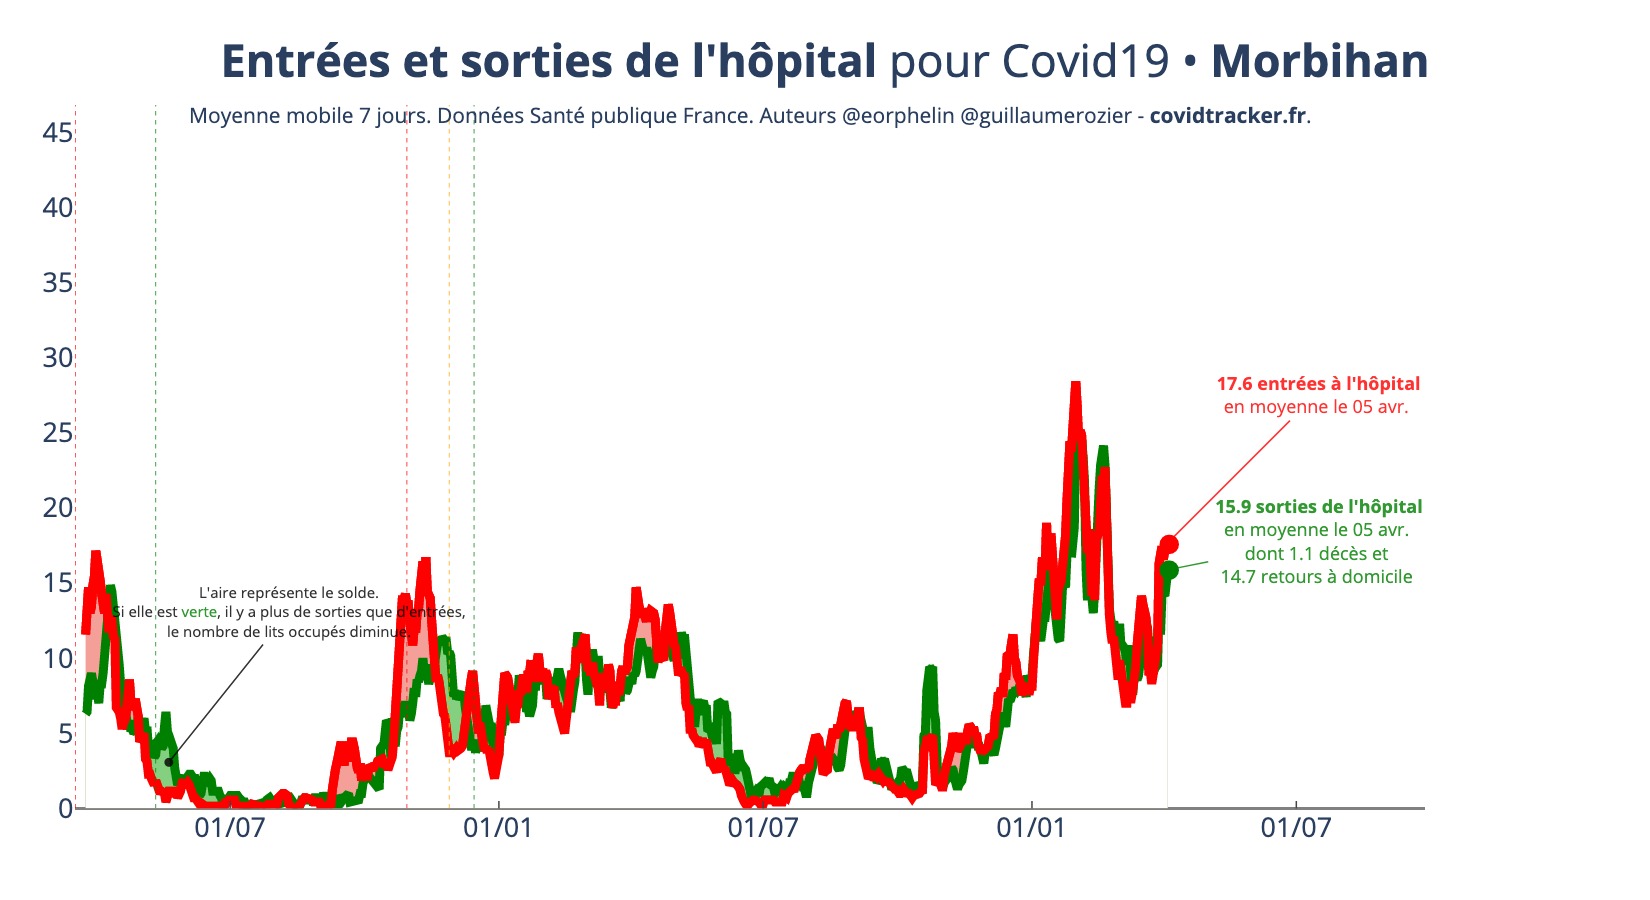 Entrées et sorties de l'hôpital pour Covid19 • Morbihan
Moyenne mobile 7 jours. Données Santé publique France. Auteurs @eorphelin @guillaumerozier - covidtracker.fr.
45
40
35
30
25
20
15
10
5
0
17.6 entrées à l'hôpital
en moyenne le 05 avr.
15.9 sorties de l'hôpital
en moyenne le 05 avr.
dont 1.1 décès et
14.7 retours à domicile
L'aire représente le solde.
Si elle est verte, il y a plus de sorties que d'entrées,
le nombre de lits occupés diminue.
01/07
01/01
01/07
01/01
01/07